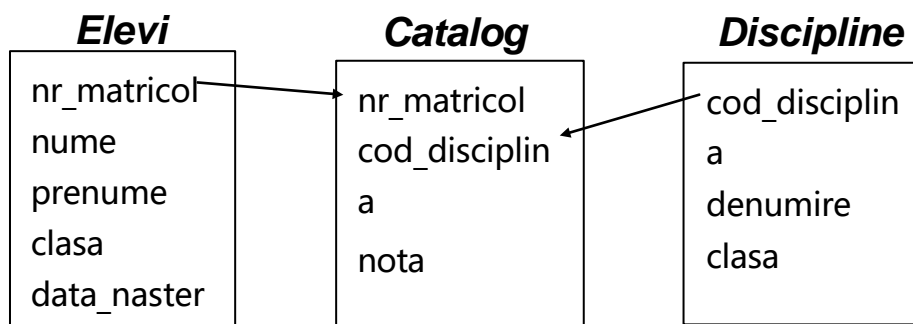 Elevi
nr_matricol
nume
prenume
clasa
data_naster
Catalog
nr_matricol
cod_disciplin
a
nota
Discipline
cod_disciplin
a
denumire
clasa